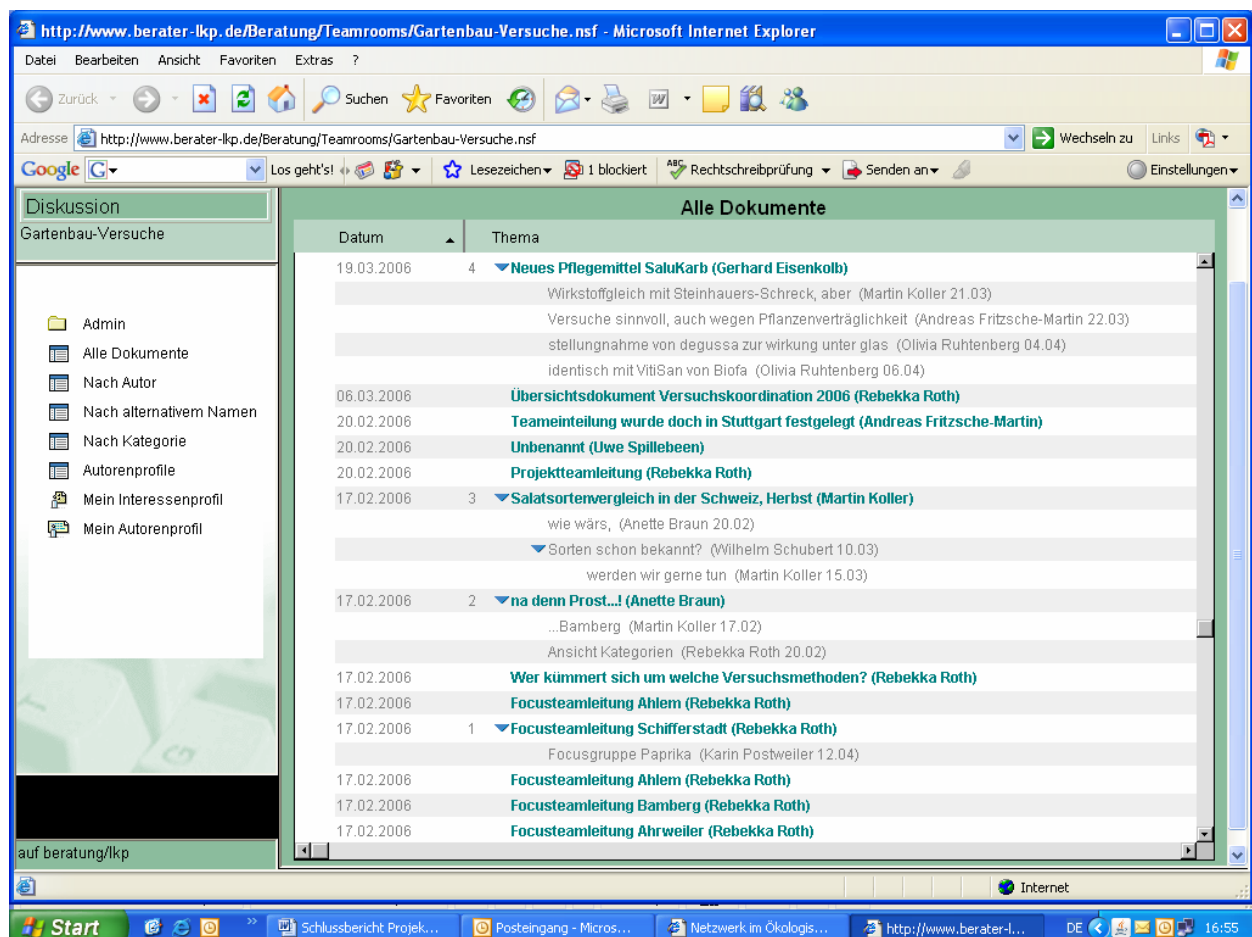 http://www.berater-lkp.de/Beratung/Teamrooms/Gartenbau-Versuche.nsf - Microsoft Internet Explorer
Datei Bearbeiten Ansicht Favoriten Extras ?
Zurück Suchen Favoriten
Adresse http://www.berater-lkp.de/Beratung/Teamrooms/Gartenbau-Versuche.nsf Wechseln zu Links
Google G Los geht's! Lesezeichen 1 blockiert ABC Rechtschreibprüfung Senden an Einstellungen
Diskussion
Gartenbau-Versuche
Admin
Alle Dokumente
Nach Autor
Nach alternativem Namen
Nach Kategorie
Autorenprofile
Mein Interessenprofil
Mein Autorenprofil
auf beratung/lkp
Alle Dokumente
Datum Thema
19.03.2006 4 Neues Pflegemittel SaluKarb (Gerhard Eisenkolb)
Wirkstoffgleich mit Steinhauers-Schreck, aber (Martin Koller 21.03)
Versuche sinnvoll, auch wegen Pflanzenverträglichkeit (Andreas Fritzsche-Martin 22.03)
stellungnahme von degussa zur wirkung unter glas (Olivia Ruhtenberg 04.04)
identisch mit VitiSan von Biofa (Olivia Ruhtenberg 06.04)
06.03.2006 Übersichtsdokument Versuchskoordination 2006 (Rebekka Roth)
20.02.2006 Teameinteilung wurde doch in Stuttgart festgelegt (Andreas Fritzsche-Martin)
20.02.2006 Unbenannt (Uwe Spillebeen)
20.02.2006 Projektteamleitung (Rebekka Roth)
17.02.2006 3 Salatsortenvergleich in der Schweiz, Herbst (Martin Koller)
wie wärs, (Anette Braun 20.02)
Sorten schon bekannt? (Wilhelm Schubert 10.03)
werden wir gerne tun (Martin Koller 15.03)
17.02.2006 2 na denn Prost...! (Anette Braun)
...Bamberg (Martin Koller 17.02)
Ansicht Kategorien (Rebekka Roth 20.02)
17.02.2006 Wer kümmert sich um welche Versuchsmethoden? (Rebekka Roth)
17.02.2006 Focusteamleitung Ahlem (Rebekka Roth)
17.02.2006 1 Focusteamleitung Schifferstadt (Rebekka Roth)
Focusgruppe Paprika (Karin Postweiler 12.04)
17.02.2006 Focusteamleitung Ahlem (Rebekka Roth)
17.02.2006 Focusteamleitung Bamberg (Rebekka Roth)
17.02.2006 Focusteamleitung Ahrweiler (Rebekka Roth)
Internet
Start » Schlussbericht Projek... Posteingang - Micros... Netzwerk im Ökologis... http://www.berater-l... DE 16:55